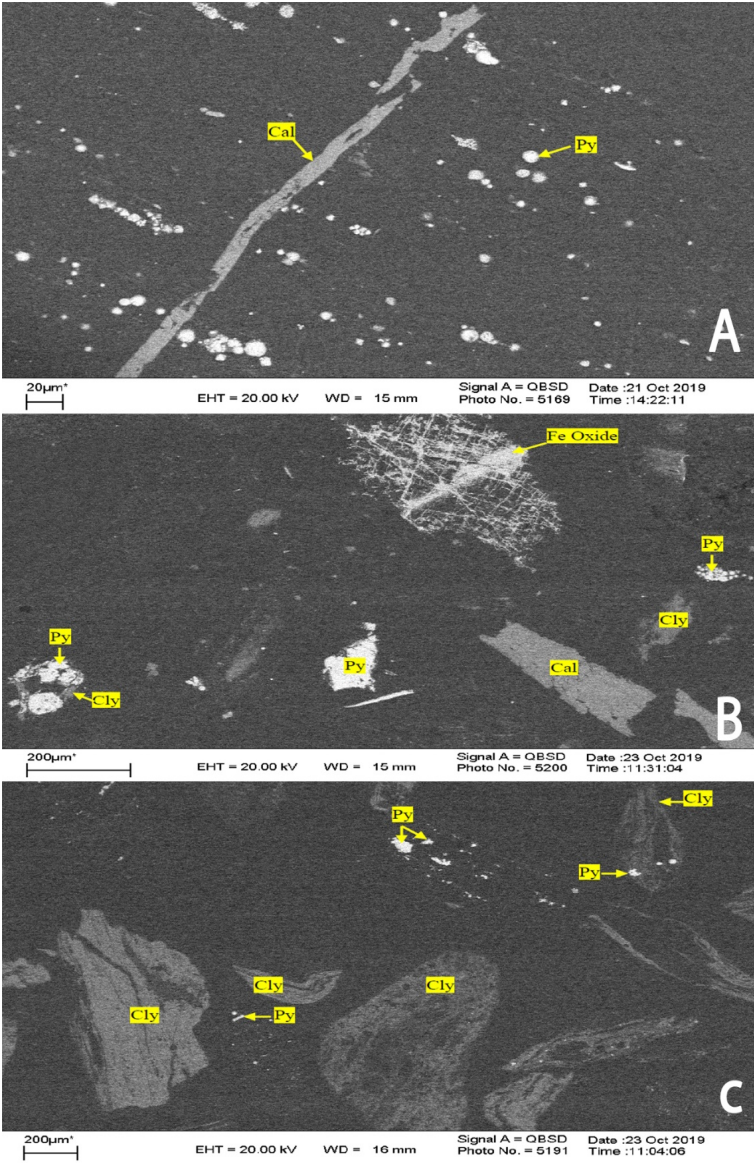 Cal
Py
A
20µm*
EHT = 20.00 kV WD = 15 mm
Signal A = QBSD Date :21 Oct 2019
Photo No. = 5169 Time :14:22:11
Fe Oxide
Py
Cly
Py
Py
Cal
Cly
B
200µm*
EHT = 20.00 kV WD = 15 mm
Signal A = QBSD Date :23 Oct 2019
Photo No. = 5200 Time :11:31:04
Cly
Py
Py
Cly
Cly
Cly
Py
C
200µm*
EHT = 20.00 kV WD = 16 mm
Signal A = QBSD Date :23 Oct 2019
Photo No. = 5191 Time :11:04:06